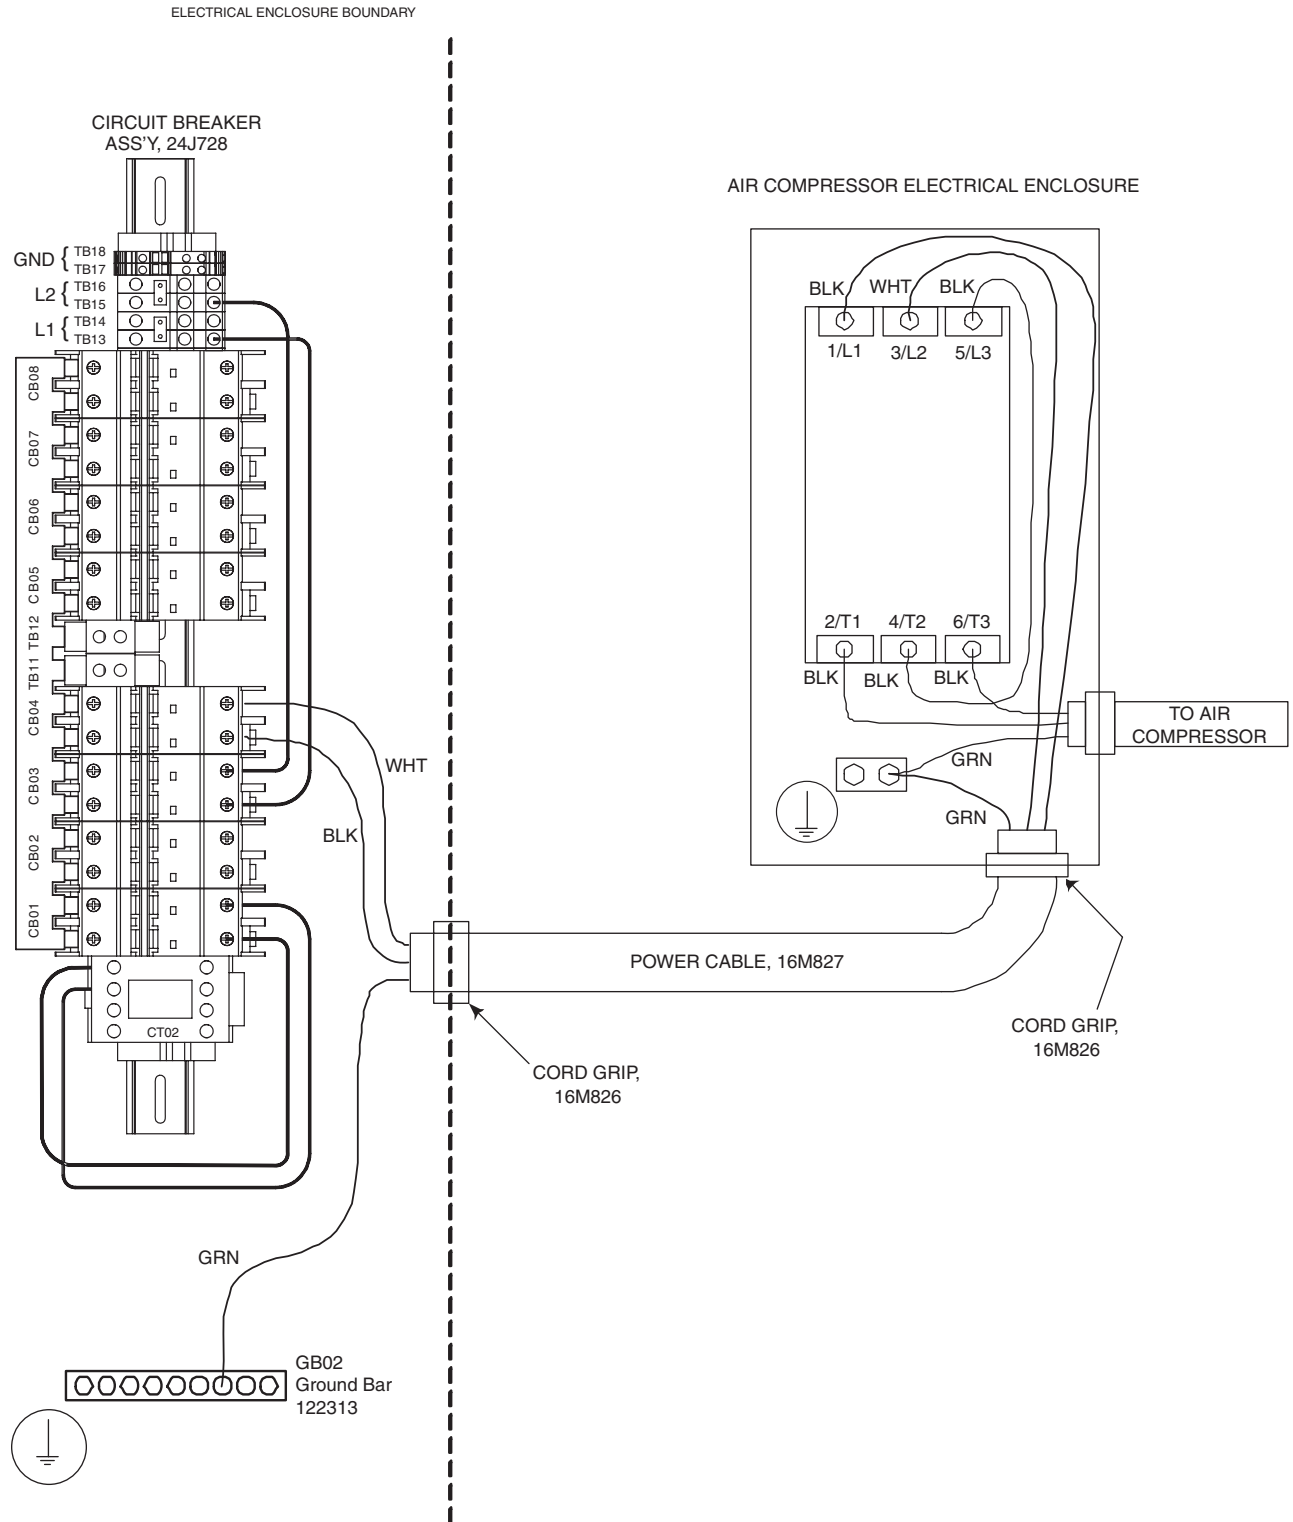 ELECTRICAL ENCLOSURE BOUNDARY
CIRCUIT BREAKER
ASS'Y, 24J728
AIR COMPRESSOR ELECTRICAL ENCLOSURE
GND { TB18
TB17
L2 { TB16
TB15
L1 { TB14
TB13
CB08
CB07
CB06
CB05
TB12
TB11
CB04
CB03
CB02
CB01
CT02
BLK WHT BLK
1/L1 3/L2 5/L3
2/T1 4/T2 6/T3
BLK BLK BLK
TO AIR
COMPRESSOR
GRN
GRN
WHT
BLK
POWER CABLE, 16M827
CORD GRIP,
16M826
CORD GRIP,
16M826
GRN
GB02
Ground Bar
122313